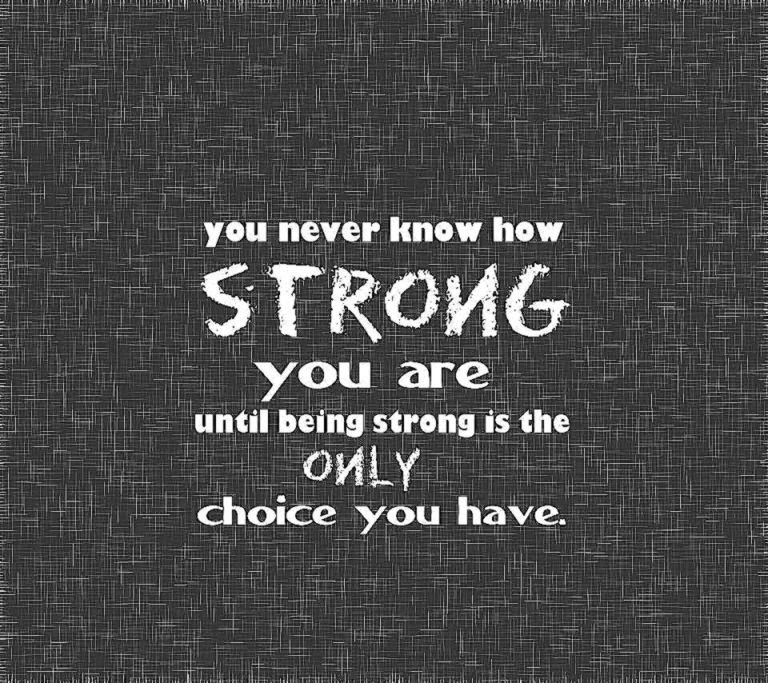 you never know how
STRONG
you are
until being strong is the
ONLY
choice you have.